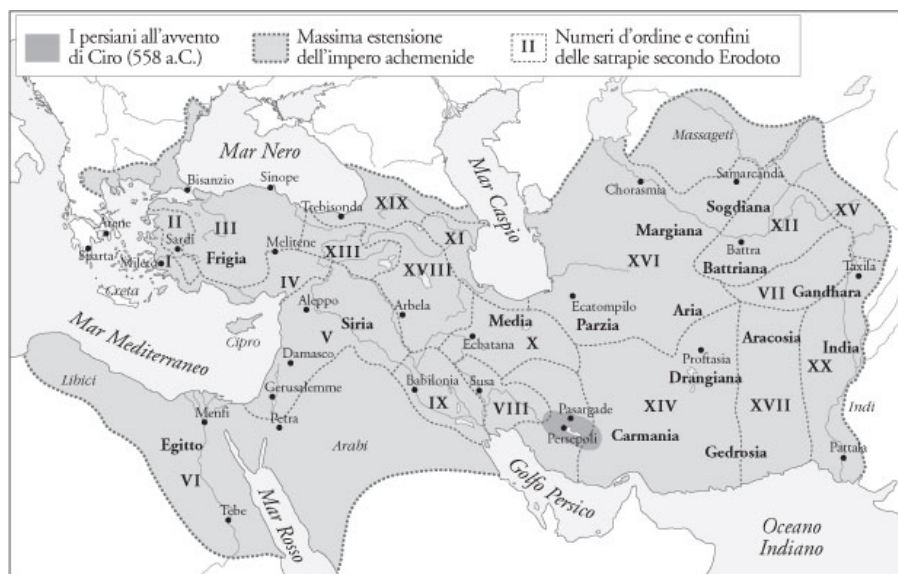 I persiani all'avvento
di Ciro (558 a.C.)
Massima estensione
dell'impero achemenide
II
Numeri d'ordine e confini
delle satrapie secondo Erodoto
Massageti
Mar Nero
Mar Caspio
Bisanzio
Sinope
Chorasmia
Samarcanda
Trebisonda
XIX
Sogdiana
XV
Margiana
XII
II
III
Atene
Sardi
Melitene
XI
Battra
Sparta
Mileto
I
Frigia
XIII
XVIII
XVI
Battriana
Taxila
Creta
IV
VII
Gandhara
Aleppo
Arbela
Ecatompilo
Mar Mediterraneo
Cipro
V
Siria
Media
Parzia
Aria
Ecbatana
X
Aracosia
India
Damasco
Proftasia
XX
Libici
Babilonia
Susa
Drangiana
Gerusalemme
IX
VIII
Pasargade
XIV
XVII
Indi
Menfi
Petra
Persepoli
Carmania
Egitto
Arabi
Gedrosia
Pattala
VI
Golfo Persico
Tebe
Mar Rosso
Oceano
Indiano